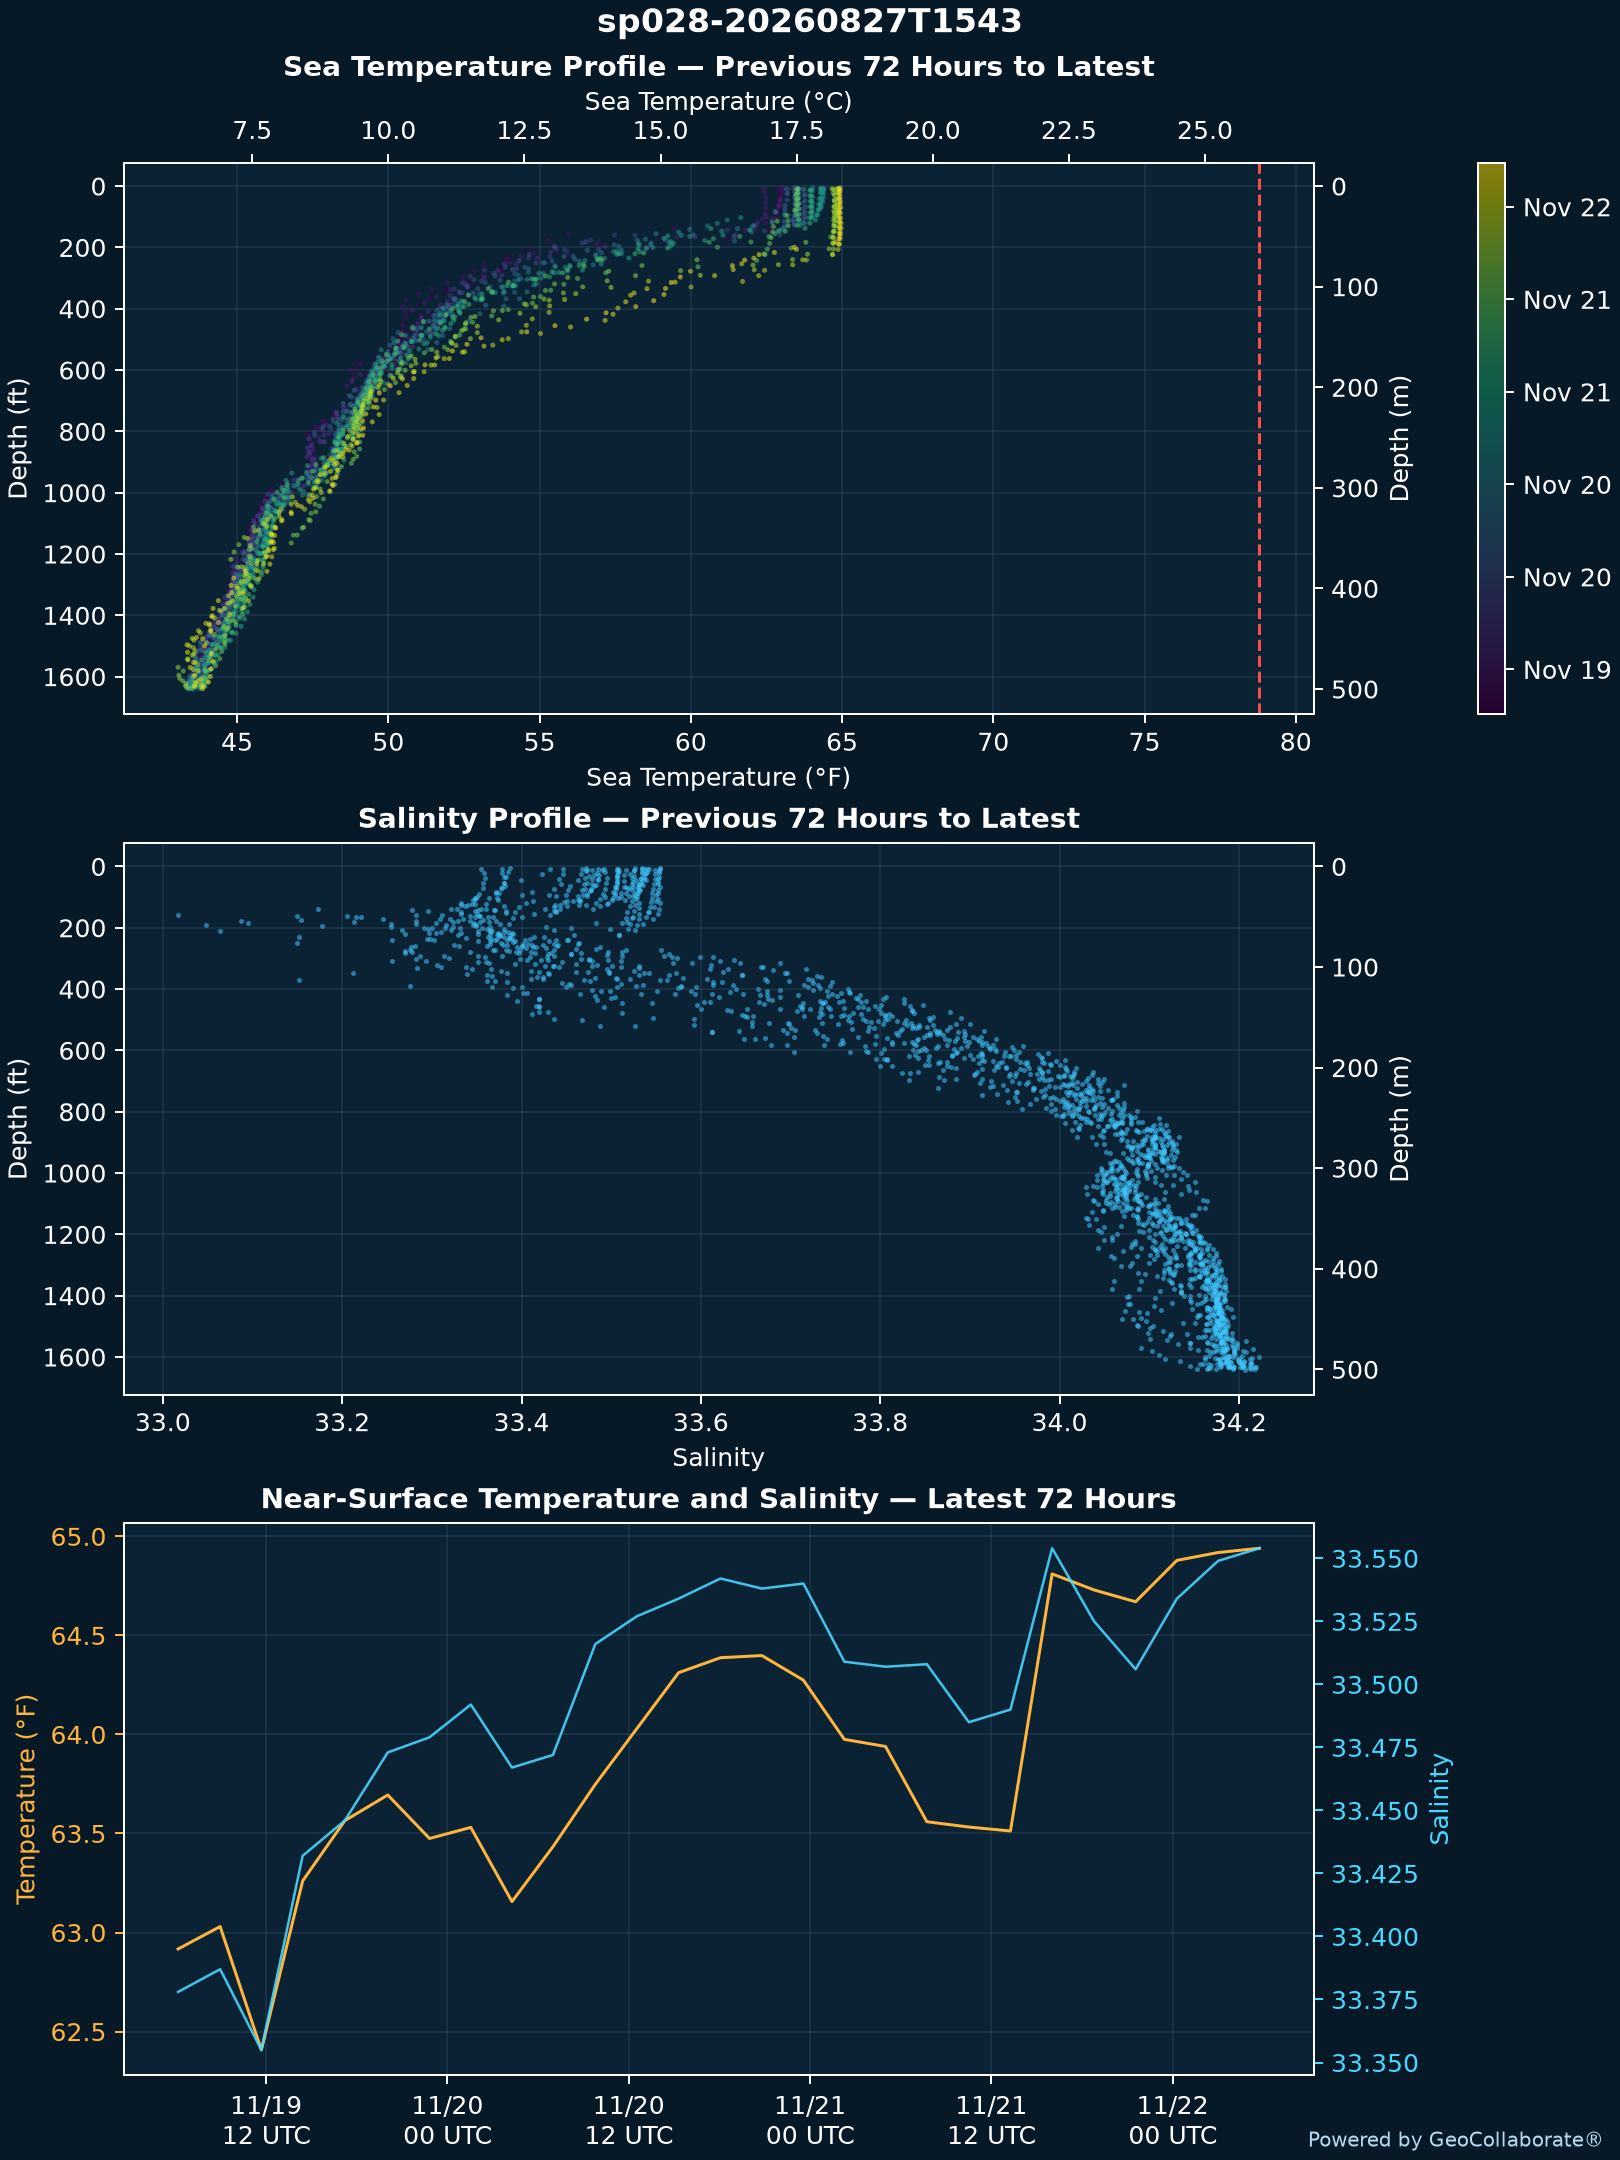 sp028-20260827T1543
Sea Temperature Profile — Previous 72 Hours to Latest
Sea Temperature (°C)
7.5 10.0 12.5 15.0 17.5 20.0 22.5 25.0
0
200
400
600
800
1000
1200
1400
1600
Depth (ft)
0
100
200
300
400
500
Depth (m)
45 50 55 60 65 70 75 80
Sea Temperature (°F)
Nov 22
Nov 21
Nov 21
Nov 20
Nov 20
Nov 19
Salinity Profile — Previous 72 Hours to Latest
0
200
400
600
800
1000
1200
1400
1600
Depth (ft)
0
100
200
300
400
500
Depth (m)
33.0 33.2 33.4 33.6 33.8 34.0 34.2
Salinity
Near-Surface Temperature and Salinity — Latest 72 Hours
65.0
64.5
64.0
63.5
63.0
62.5
Temperature (°F)
33.550
33.525
33.500
33.475
33.450
33.425
33.400
33.375
33.350
Salinity
11/19 11/20 11/20 11/21 11/21 11/22
12 UTC 00 UTC 12 UTC 00 UTC 12 UTC 00 UTC
Powered by GeoCollaborate®